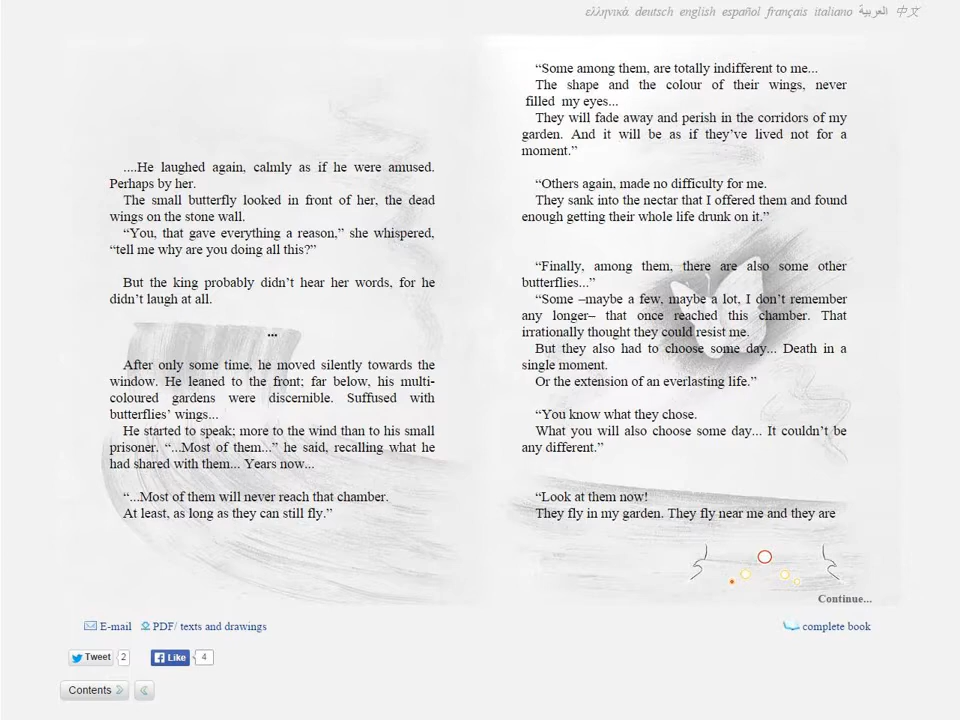 ελληνικά deutsch english español français italiano العربية 中文
....He laughed again, calmly as if he were amused.
Perhaps by her.
The small butterfly looked in front of her, the dead
wings on the stone wall.
“You, that gave everything a reason,” she whispered,
“tell me why are you doing all this?”
But the king probably didn’t hear her words, for he
didn’t laugh at all.
...
After only some time, he moved silently towards the
window. He leaned to the front; far below, his multi-
coloured gardens were discernible. Suffused with
butterflies’ wings...
He started to speak; more to the wind than to his small
prisoner. “...Most of them...” he said, recalling what he
had shared with them... Years now...
“...Most of them will never reach that chamber.
At least, as long as they can still fly.”
“Some among them, are totally indifferent to me...
The shape and the colour of their wings, never
filled my eyes...
They will fade away and perish in the corridors of my
garden. And it will be as if they’ve lived not for a
moment.”
“Others again, made no difficulty for me.
They sank into the nectar that I offered them and found
enough getting their whole life drunk on it.”
“Finally, among them, there are also some other
butterflies...”
“Some –maybe a few, maybe a lot, I don’t remember
any longer– that once reached this chamber. That
irrationally thought they could resist me.
But they also had to choose some day... Death in a
single moment.
Or the extension of an everlasting life.”
“You know what they chose.
What you will also choose some day... It couldn’t be
any different.”
“Look at them now!
They fly in my garden. They fly near me and they are
Continue...
E-mail PDF/ texts and drawings
complete book
Tweet 2 Like 4
Contents